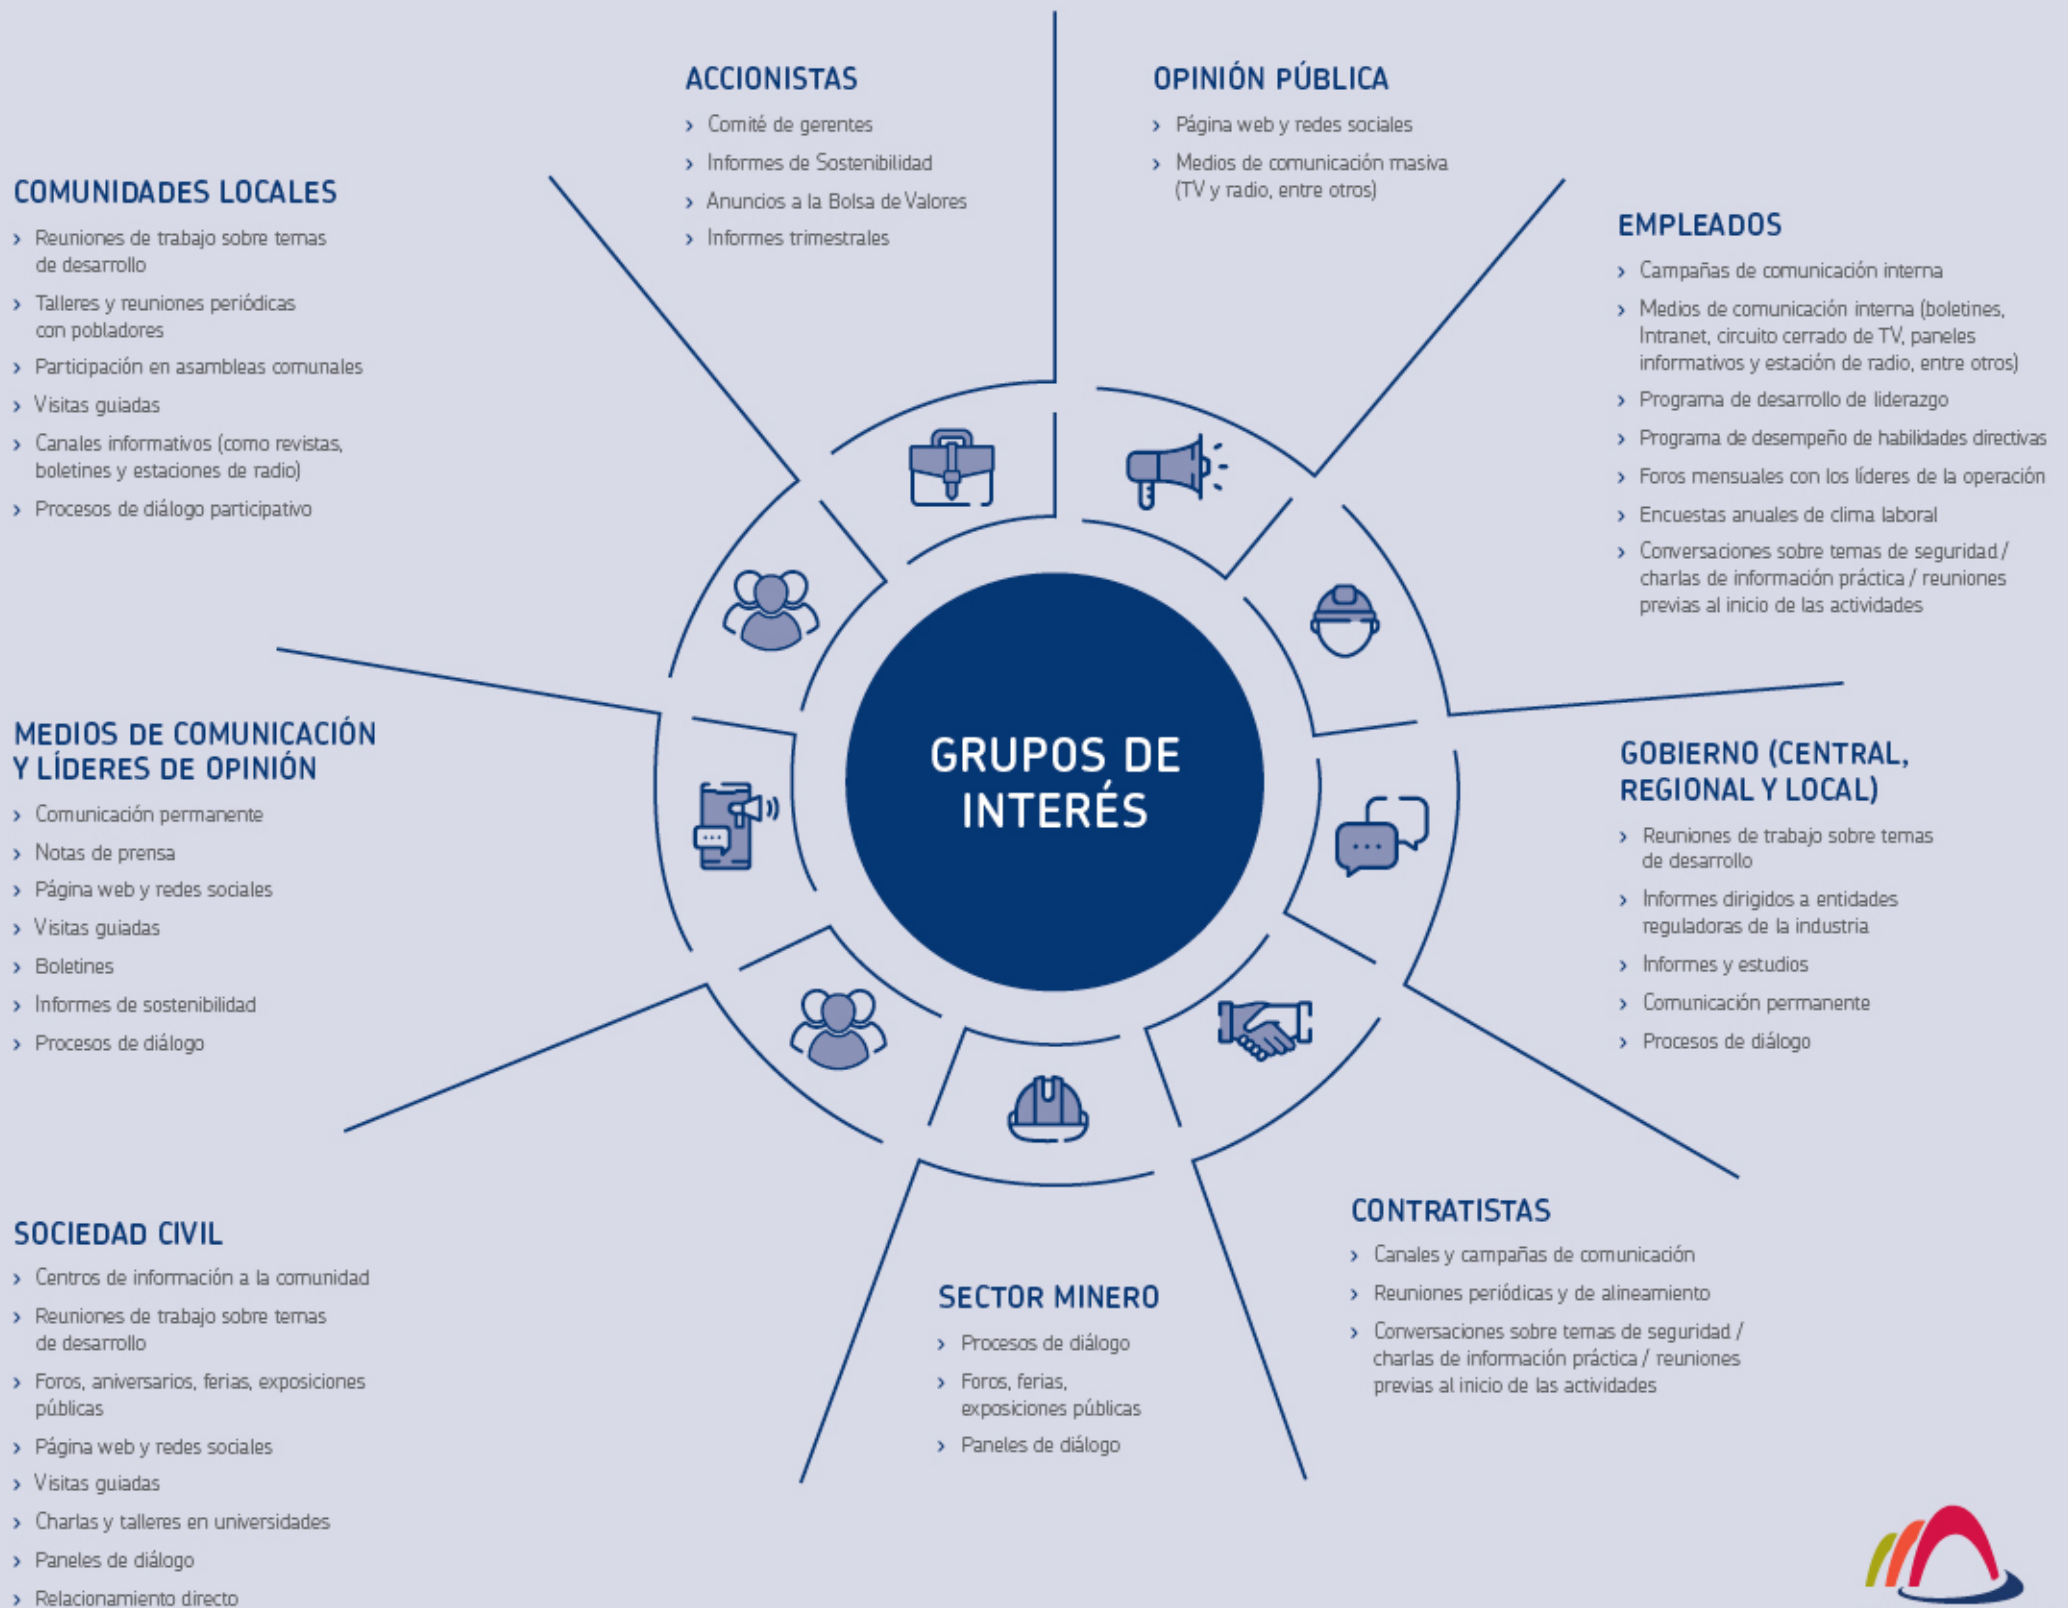 ACCIONISTAS
› Comité de gerentes
› Informes de Sostenibilidad
› Anuncios a la Bolsa de Valores
› Informes trimestrales
OPINIÓN PÚBLICA
› Página web y redes sociales
› Medios de comunicación masiva
(TV y radio, entre otros)
EMPLEADOS
› Campañas de comunicación interna
› Medios de comunicación interna (boletines,
Intranet, circuito cerrado de TV, paneles
informativos y estación de radio, entre otros)
› Programa de desarrollo de liderazgo
› Programa de desempeño de habilidades directivas
› Foros mensuales con los líderes de la operación
› Encuestas anuales de clima laboral
› Conversaciones sobre temas de seguridad /
charlas de información práctica / reuniones
previas al inicio de las actividades
GOBIERNO (CENTRAL,
REGIONAL Y LOCAL)
› Reuniones de trabajo sobre temas
de desarrollo
› Informes dirigidos a entidades
reguladoras de la industria
› Informes y estudios
› Comunicación permanente
› Procesos de diálogo
CONTRATISTAS
› Canales y campañas de comunicación
› Reuniones periódicas y de alineamiento
› Conversaciones sobre temas de seguridad /
charlas de información práctica / reuniones
previas al inicio de las actividades
SECTOR MINERO
› Procesos de diálogo
› Foros, ferias,
exposiciones públicas
› Paneles de diálogo
SOCIEDAD CIVIL
› Centros de información a la comunidad
› Reuniones de trabajo sobre temas
de desarrollo
› Foros, aniversarios, ferias, exposiciones
públicas
› Página web y redes sociales
› Visitas guiadas
› Charlas y talleres en universidades
› Paneles de diálogo
› Relacionamiento directo
MEDIOS DE COMUNICACIÓN
Y LÍDERES DE OPINIÓN
› Comunicación permanente
› Notas de prensa
› Página web y redes sociales
› Visitas guiadas
› Boletines
› Informes de sostenibilidad
› Procesos de diálogo
COMUNIDADES LOCALES
› Reuniones de trabajo sobre temas
de desarrollo
› Talleres y reuniones periódicas
con pobladores
› Participación en asambleas comunales
› Visitas guiadas
› Canales informativos (como revistas,
boletines y estaciones de radio)
› Procesos de diálogo participativo
GRUPOS DE
INTERÉS